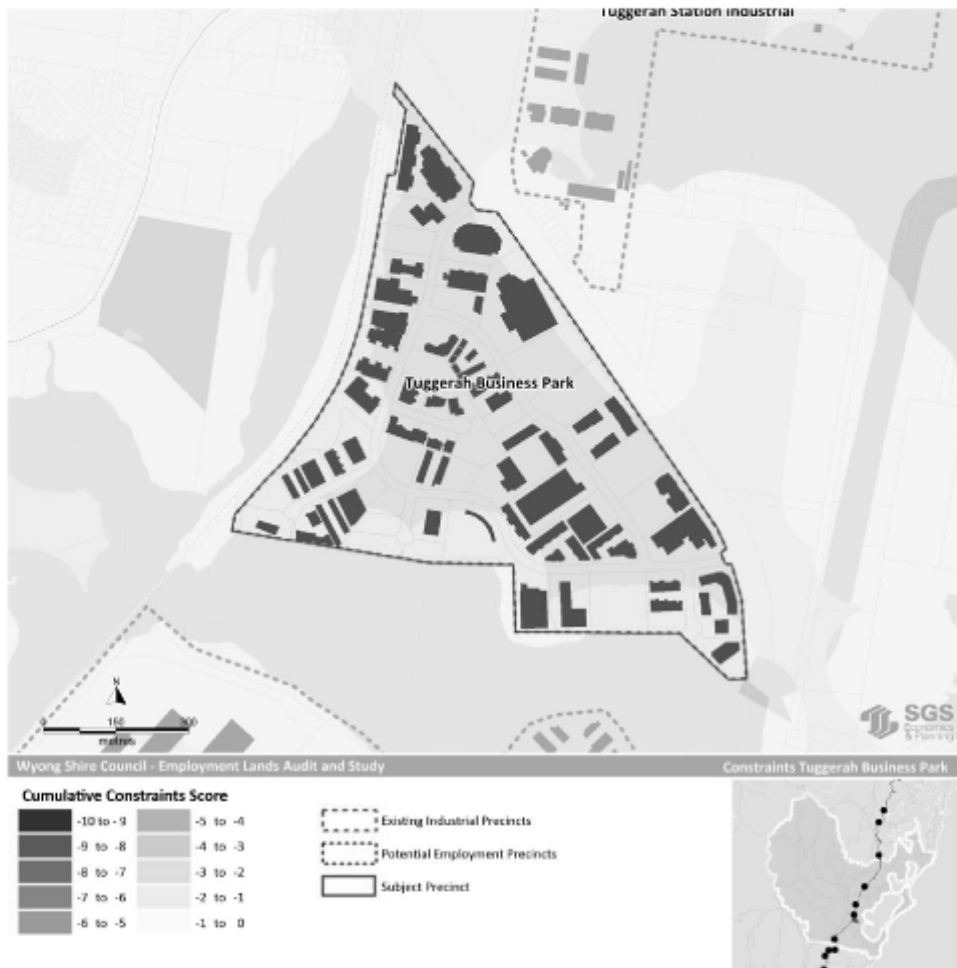 Tuggerah Station Industrial
Tuggerah Business Park
N
0 150 300
metres
SGS
Economics
& Planning
Wyong Shire Council - Employment Lands Audit and Study
Constraints Tuggerah Business Park
Cumulative Constraints Score
-10 to -9
-9 to -8
-8 to -7
-7 to -6
-6 to -5
-5 to -4
-4 to -3
-3 to -2
-2 to -1
-1 to 0
Existing Industrial Precincts
Potential Employment Precincts
Subject Precinct